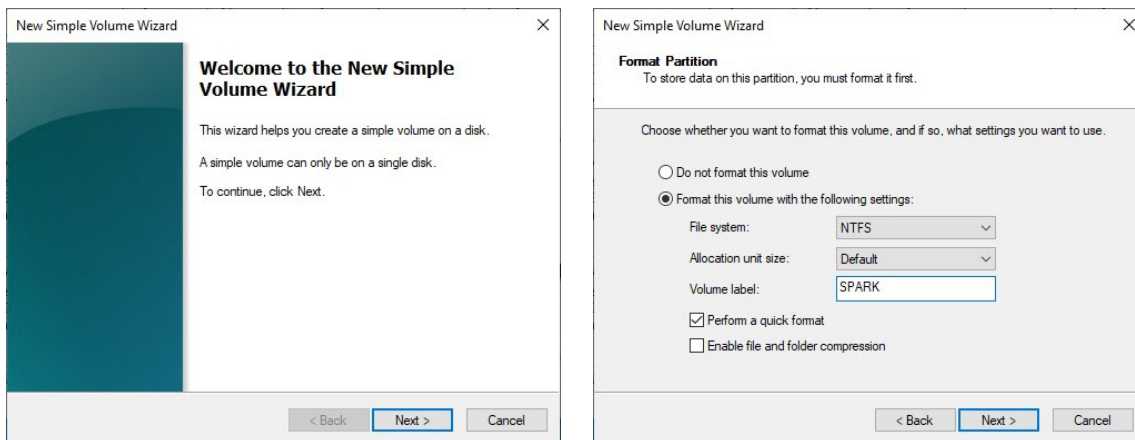 New Simple Volume Wizard
Welcome to the New Simple
Volume Wizard
This wizard helps you create a simple volume on a disk.
A simple volume can only be on a single disk.
To continue, click Next.
< Back
Next >
Cancel
New Simple Volume Wizard
Format Partition
To store data on this partition, you must format it first.
Choose whether you want to format this volume, and if so, what settings you want to use.
Do not format this volume
Format this volume with the following settings:
File system: NTFS
Allocation unit size: Default
Volume label: SPARK
Perform a quick format
Enable file and folder compression
< Back
Next >
Cancel